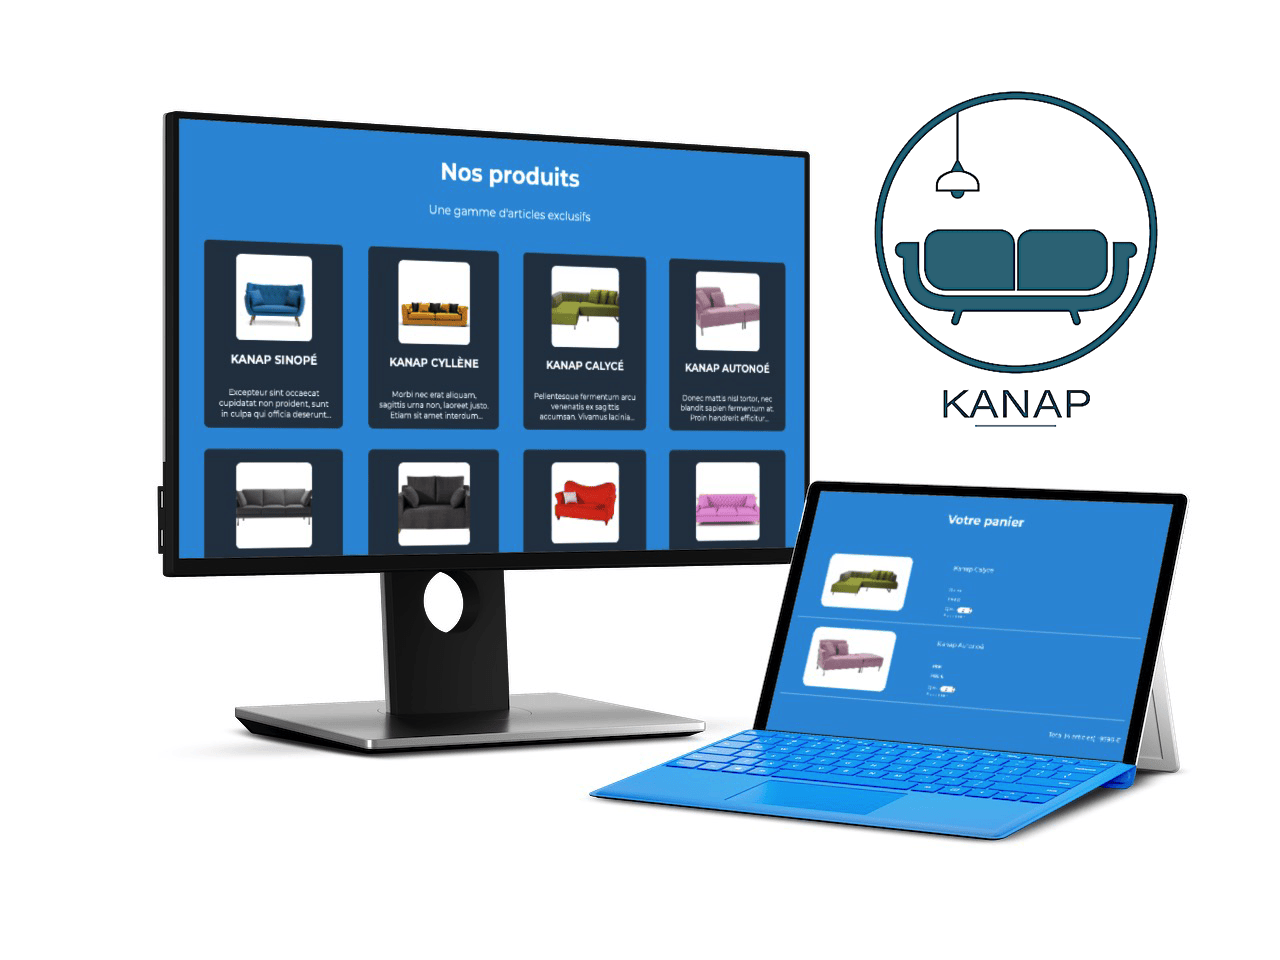 Nos produits
Une gamme d'articles exclusifs
KANAP SINOPÉ
Excepteur sint occaecat
cupidatat non proident, sunt
in culpa qui officia deserunt...
KANAP CYLLÈNE
Morbi nec erat aliquam,
sagittis urna non, laoreet justo.
Etiam sit amet interdum...
KANAP CALYCÉ
Pellentesque fermentum arcu
venenatis ex sagittis
accumsan. Vivamus lacinia...
KANAP AUTONOÉ
Donec mattis nisl tortor, nec
blandit sapien fermentum at.
Proin hendrerit efficitur...
KANAP
Votre panier
Kanap Calycé
Kanap Autonoé